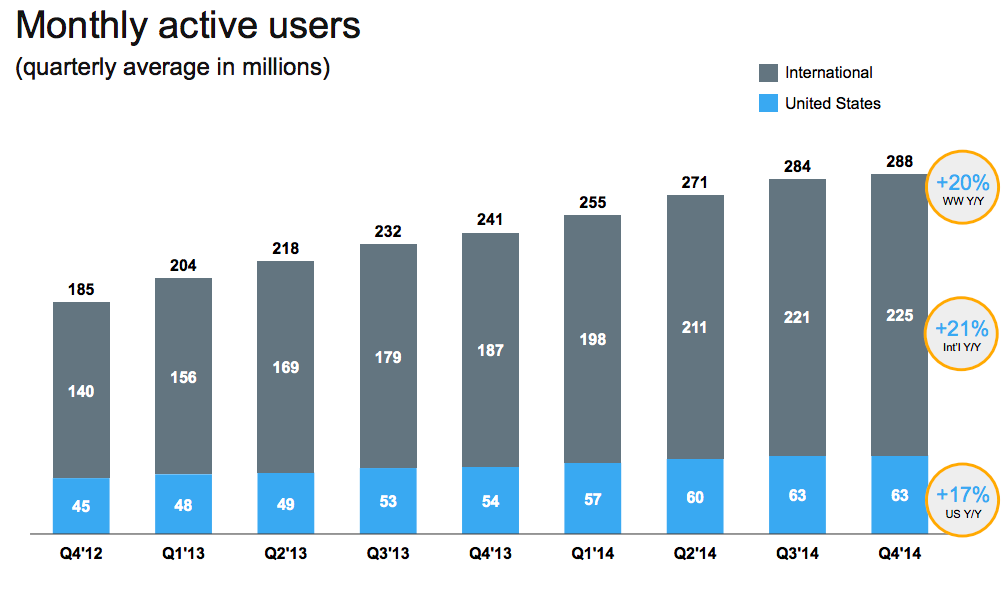 Monthly active users
(quarterly average in millions)
International
United States
185 204 218 232 241 255 271 284 288
140 156 169 179 187 198 211 221 225
45 48 49 53 54 57 60 63 63
+20%
WW Y/Y
+21%
Int'l Y/Y
+17%
US Y/Y
Q4'12 Q1'13 Q2'13 Q3'13 Q4'13 Q1'14 Q2'14 Q3'14 Q4'14